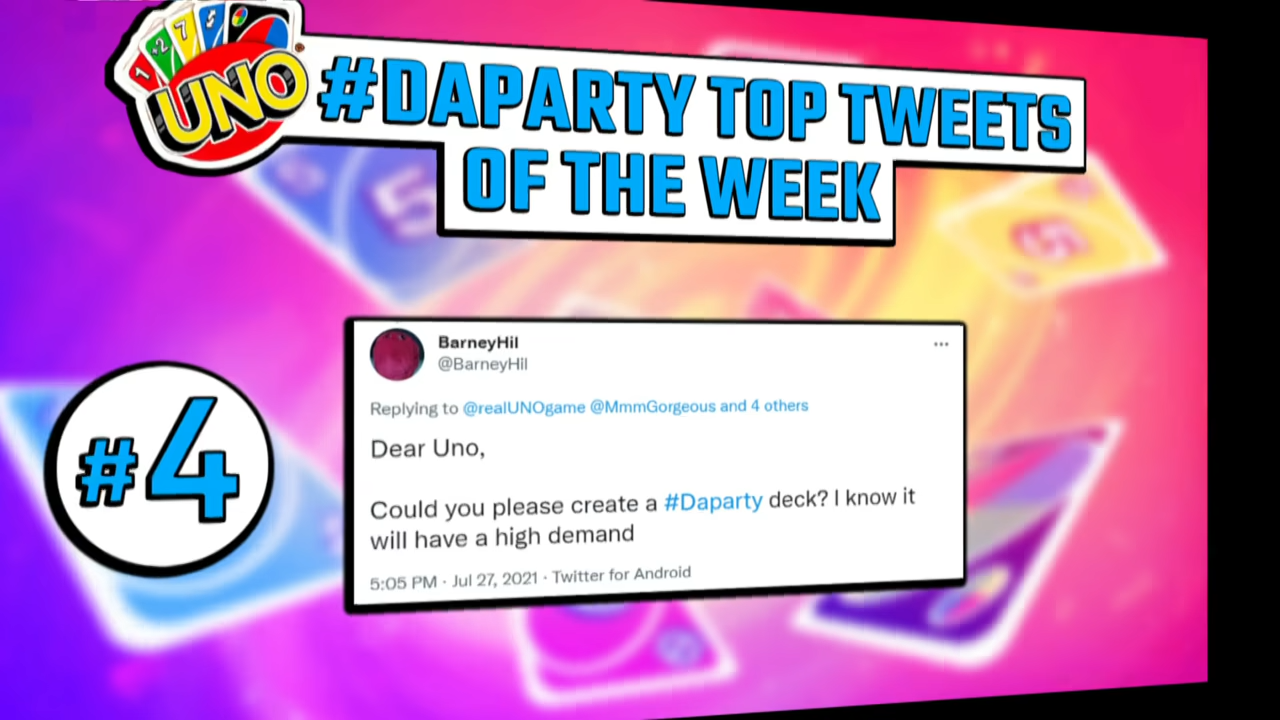 UNO
#DAPARTY TOP TWEETS
OF THE WEEK
#4
BarneyHil
@BarneyHil
Replying to @realUNOgame @MmmGorgeous and 4 others
Dear Uno,
Could you please create a #Daparty deck? I know it
will have a high demand
5:05 PM · Jul 27, 2021 · Twitter for Android